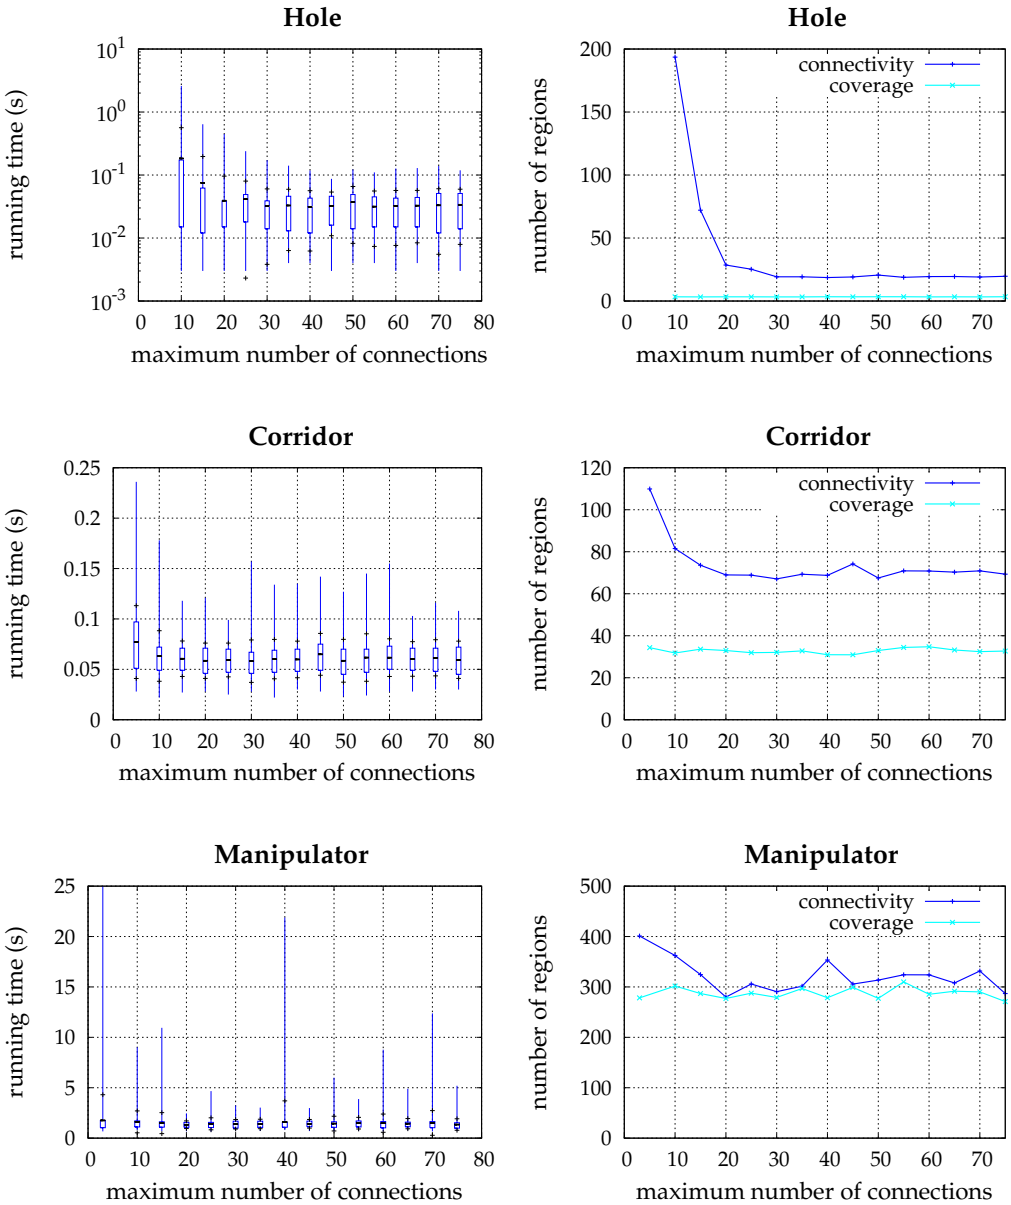 Hole
10^1
10^0
10^-1
10^-2
10^-3
running time (s)
0 10 20 30 40 50 60 70 80
maximum number of connections
Hole
200
150
100
50
0
number of regions
connectivity
coverage
0 10 20 30 40 50 60 70
maximum number of connections
Corridor
0.25
0.2
0.15
0.1
0.05
0
running time (s)
0 10 20 30 40 50 60 70 80
maximum number of connections
Corridor
120
100
80
60
40
20
0
number of regions
connectivity
coverage
0 10 20 30 40 50 60 70
maximum number of connections
Manipulator
25
20
15
10
5
0
running time (s)
0 10 20 30 40 50 60 70 80
maximum number of connections
Manipulator
500
400
300
200
100
0
number of regions
connectivity
coverage
0 10 20 30 40 50 60 70
maximum number of connections